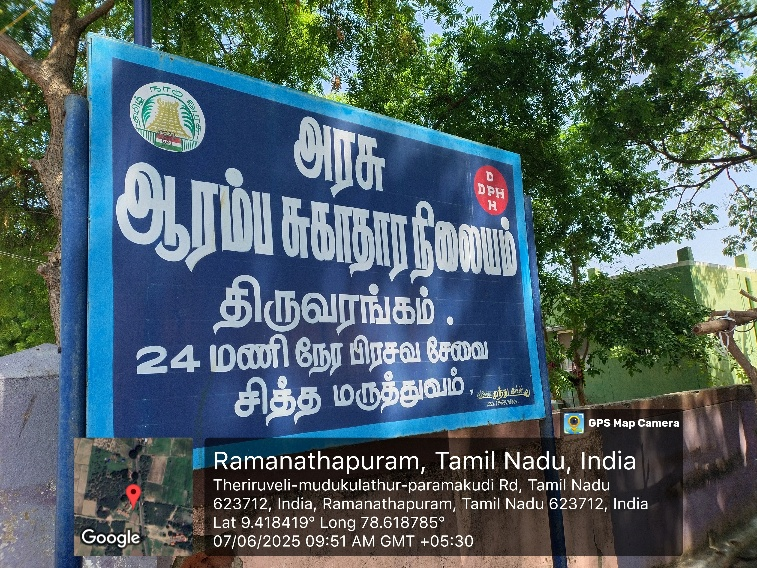 அரசு
ஆரம்ப சுகாதார நிலையம்
D
DPH
H
திருவரங்கம்.
24 மணி நேர பிரசவ சேவை
சித்த மருத்துவம்,
GPS Map Camera
Ramanathapuram, Tamil Nadu, India
Theriruveli-mudukulathur-paramakudi Rd, Tamil Nadu
623712, India, Ramanathapuram, Tamil Nadu 623712, India
Lat 9.418419° Long 78.618785°
07/06/2025 09:51 AM GMT +05:30
Google